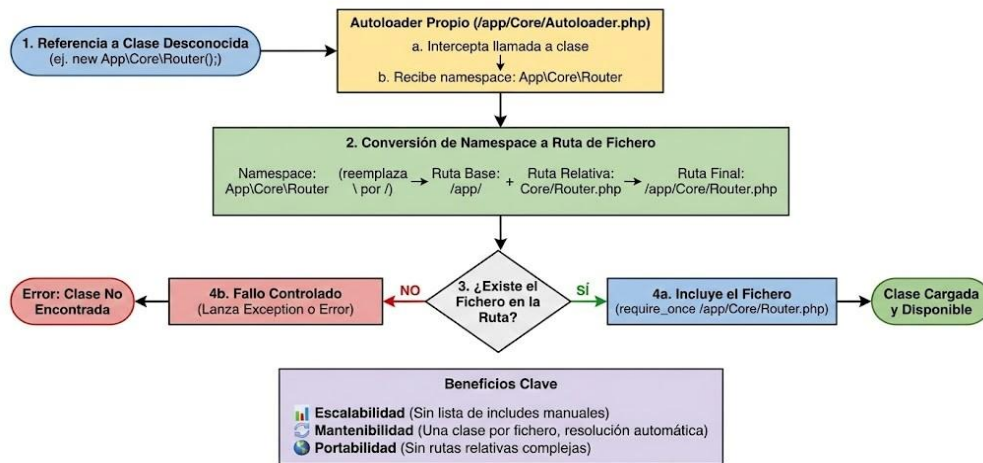 1. Referencia a Clase Desconocida
(ej. new App\Core\Router();)
Autoloader Propio (/app/Core/Autoloader.php)
a. Intercepta llamada a clase
b. Recibe namespace: App\Core\Router
2. Conversión de Namespace a Ruta de Fichero
Namespace:
App\Core\Router
(reemplaza
\ por /)
Ruta Base:
/app/
+
Ruta Relativa:
Core/Router.php
Ruta Final:
/app/Core/Router.php
3. ¿Existe el
Fichero en la
Ruta?
NO
4b. Fallo Controlado
(Lanza Exception o Error)
Error: Clase No
Encontrada
SÍ
4a. Incluye el Fichero
(require_once /app/Core/Router.php)
Clase Cargada
y Disponible
Beneficios Clave
Escalabilidad (Sin lista de includes manuales)
Mantenibilidad (Una clase por fichero, resolución automática)
Portabilidad (Sin rutas relativas complejas)